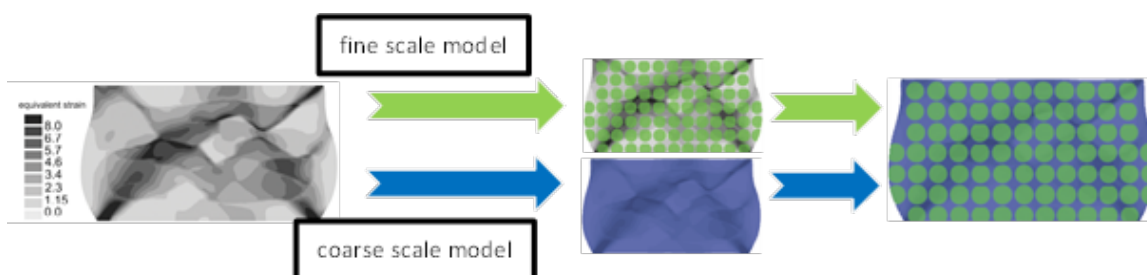 fine scale model
equivalent strain
8.0
6.7
5.7
4.6
3.4
2.3
1.15
0.0
coarse scale model